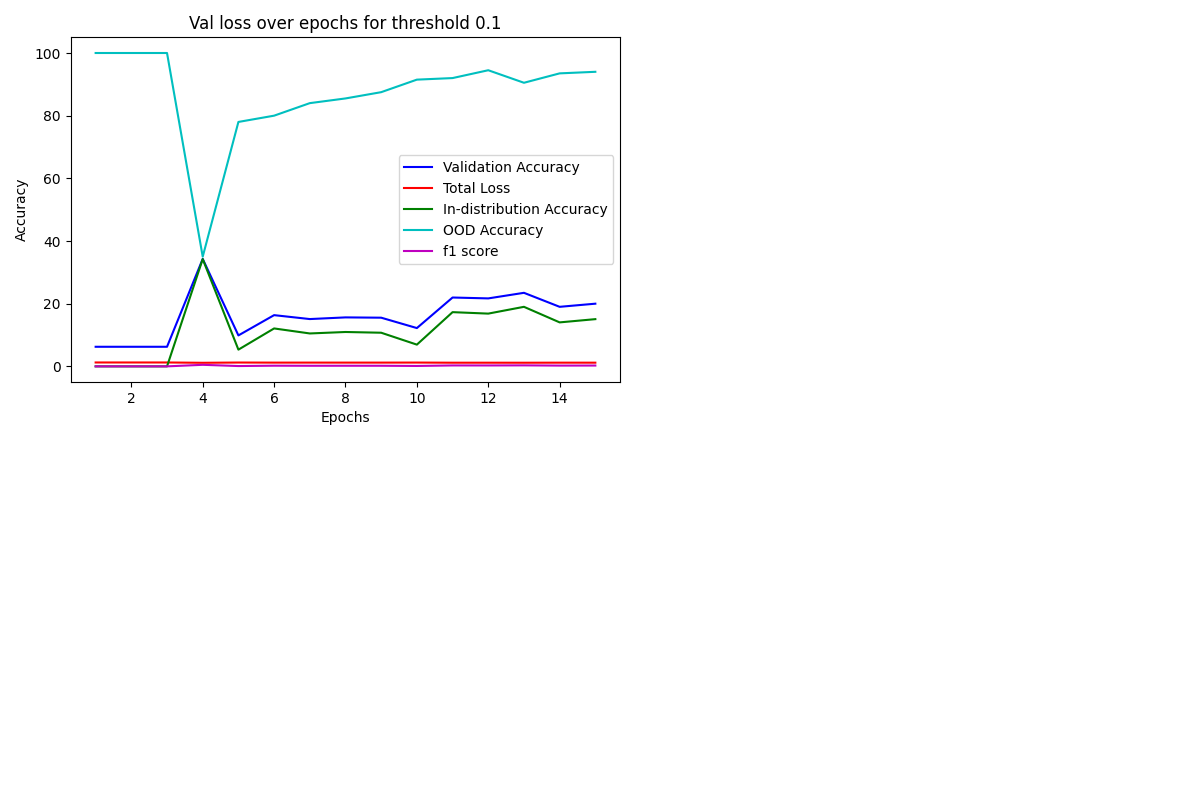 Val loss over epochs for threshold 0.1
100
80
60
40
20
0
Accuracy
Validation Accuracy
Total Loss
In-distribution Accuracy
OOD Accuracy
f1 score
2 4 6 8 10 12 14
Epochs